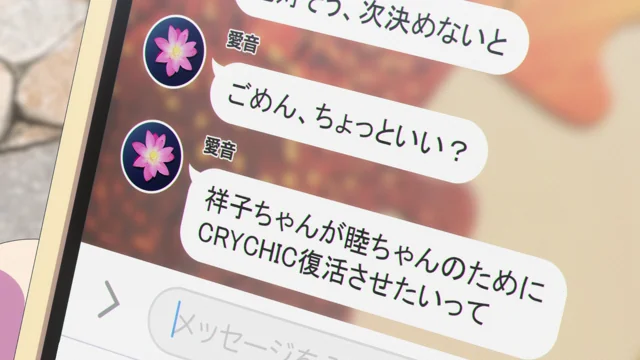 そう、次決めないと
愛音
ごめん、ちょっといい？
愛音
祥子ちゃんが睦ちゃんのために
CRYCHIC復活させたいって
メッセージを